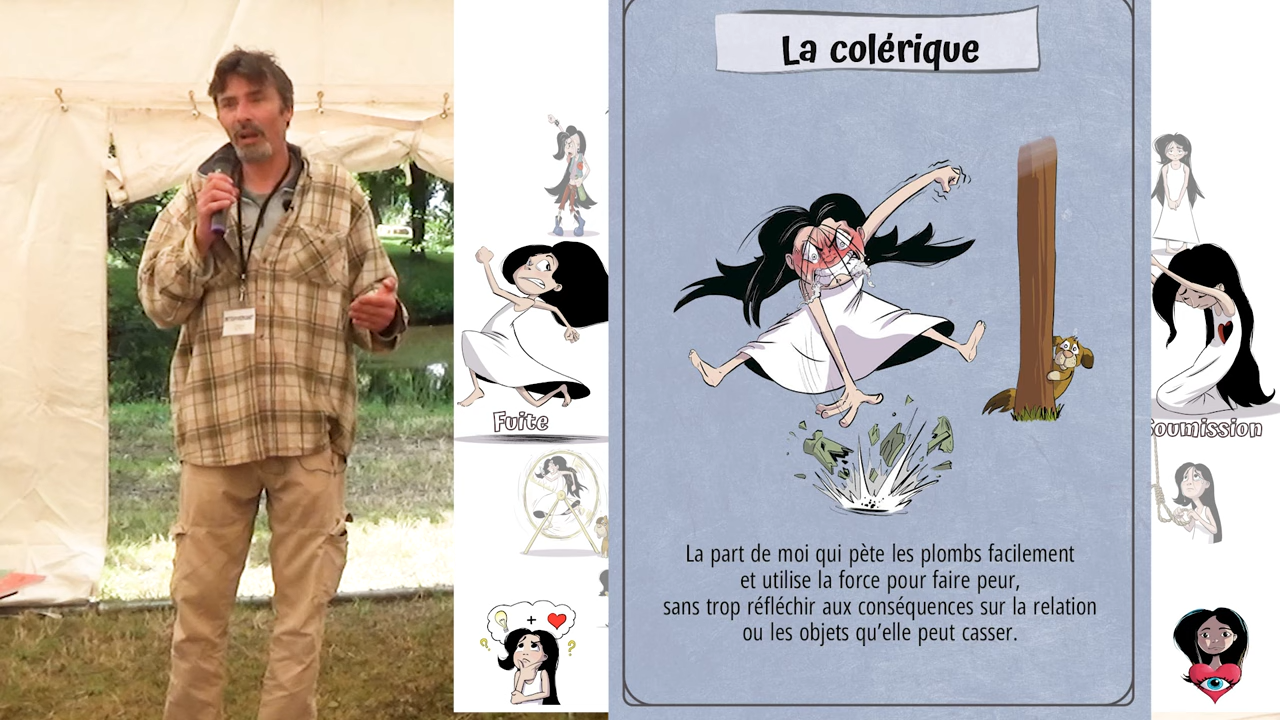 La colérique
INTERVENANT
Fuite
Soumission
La part de moi qui pète les plombs facilement
et utilise la force pour faire peur,
sans trop réfléchir aux conséquences sur la relation
ou les objets qu'elle peut casser.